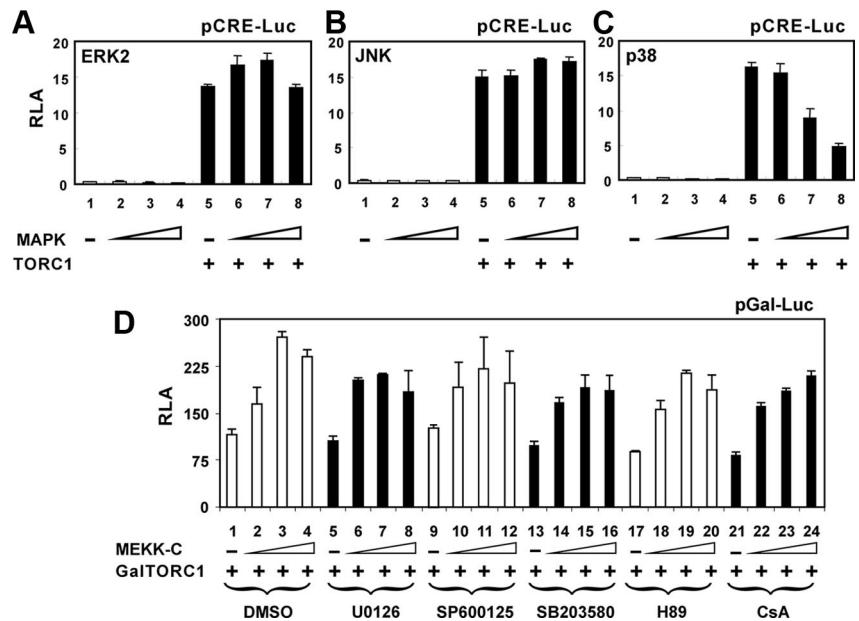 A
pCRE-Luc
ERK2
RLA
20
15
10
5
0
1 2 3 4 5 6 7 8
MAPK – –
TORC1 + + + +
B
pCRE-Luc
JNK
20
15
10
5
0
1 2 3 4 5 6 7 8
– –
+ + + +
C
pCRE-Luc
p38
20
15
10
5
0
1 2 3 4 5 6 7 8
– –
+ + + +
D
pGal-Luc
RLA
300
225
150
75
0
1 2 3 4 5 6 7 8 9 10 11 12 13 14 15 16 17 18 19 20 21 22 23 24
MEKK-C – – – – – –
GalTORC1 + + + + + + + + + + + + + + + + + + + + + + + +
DMSO U0126 SP600125 SB203580 H89 CsA